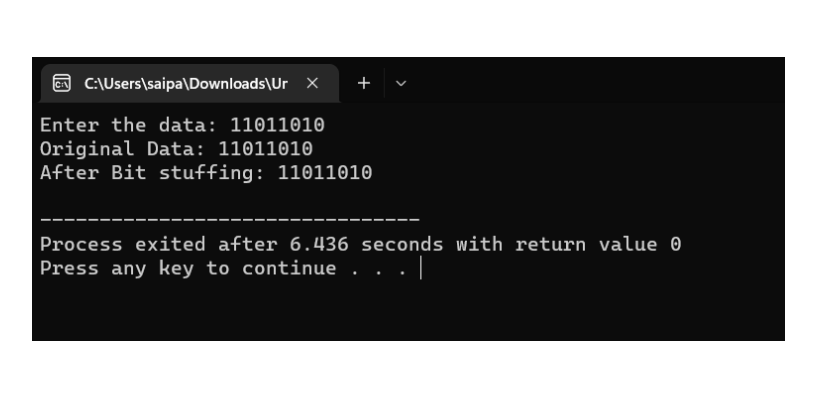 C:\Users\saipa\Downloads\Ur
Enter the data: 11011010
Original Data: 11011010
After Bit stuffing: 11011010
--------------------------------
Process exited after 6.436 seconds with return value 0
Press any key to continue . . .